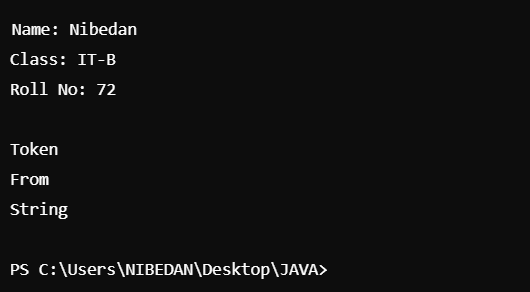 Name: Nibedan
Class: IT-B
Roll No: 72
Token
From
String
PS C:\Users\NIBEDAN\Desktop\JAVA>